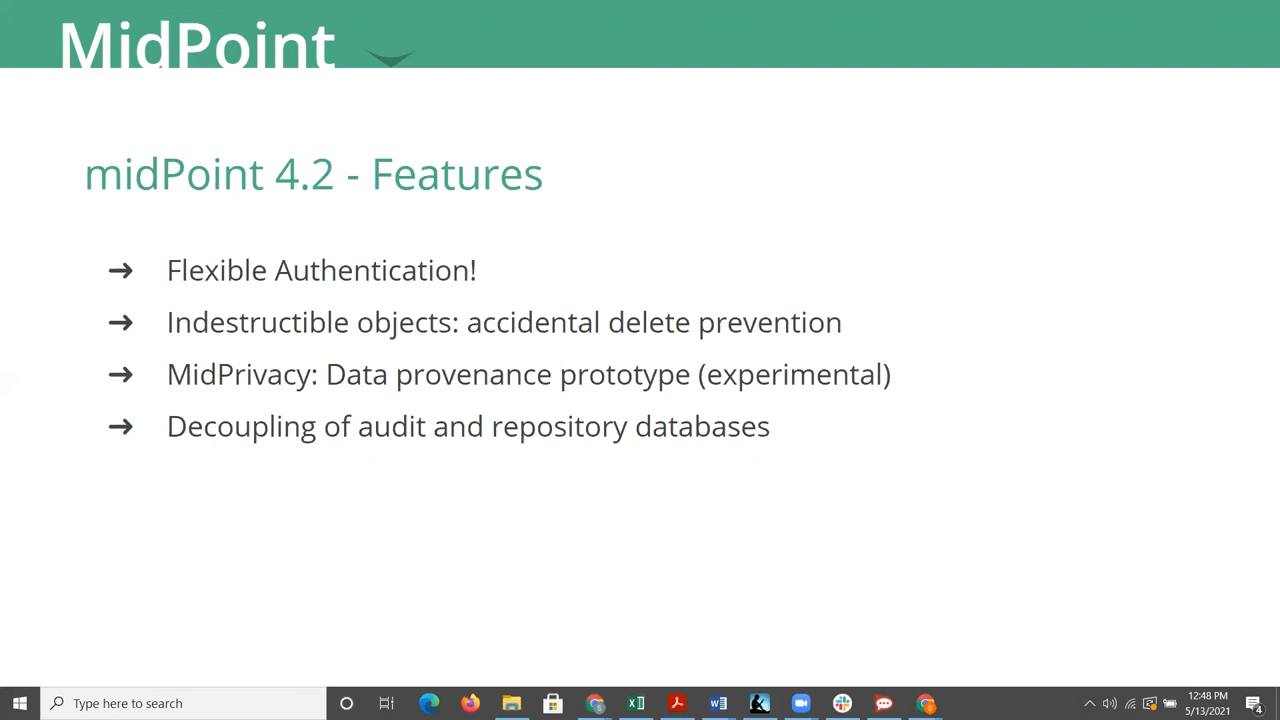 MidPoint
midPoint 4.2 - Features
➔ Flexible Authentication!
➔ Indestructible objects: accidental delete prevention
➔ MidPrivacy: Data provenance prototype (experimental)
➔ Decoupling of audit and repository databases
Type here to search
12:48 PM
5/13/2021
4